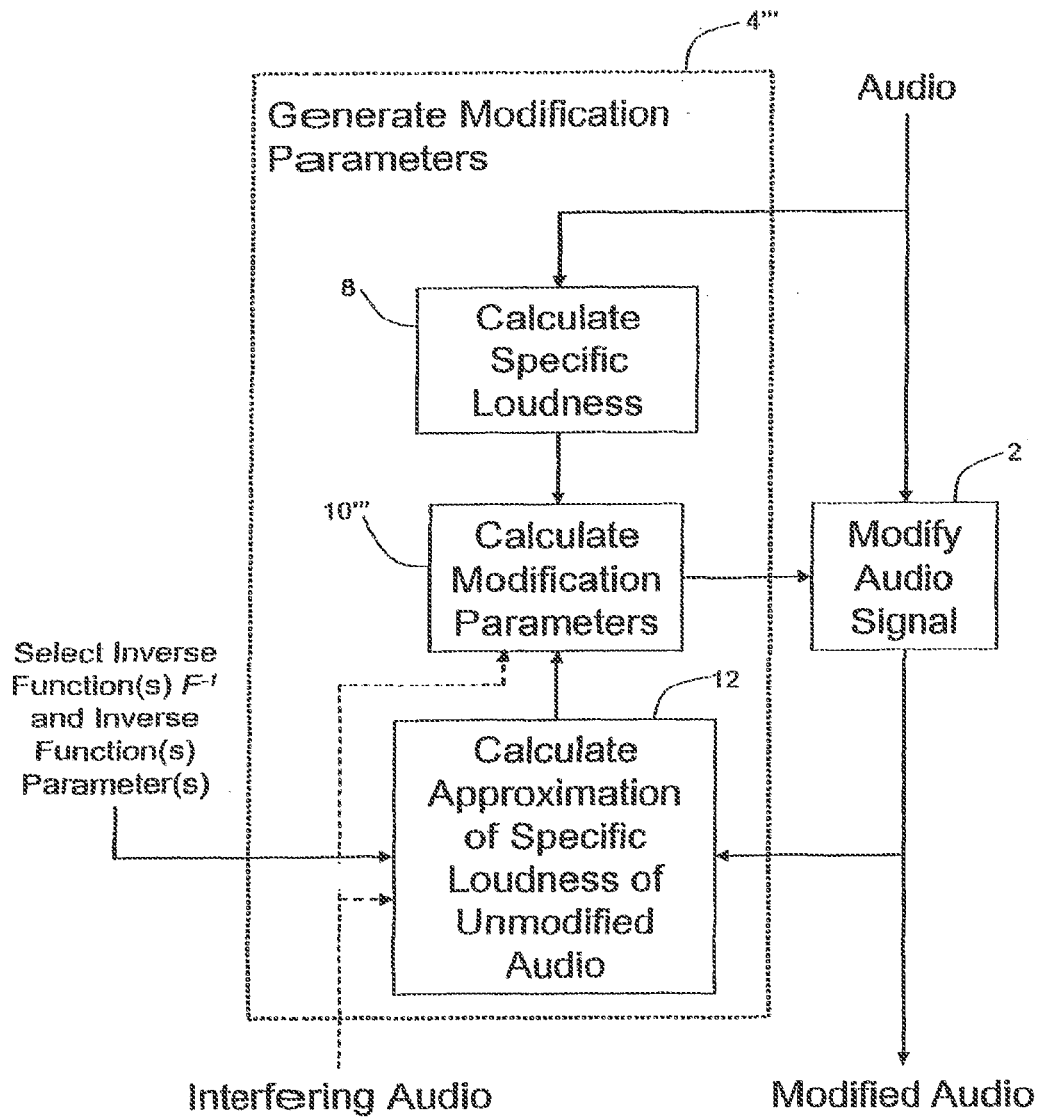 4'''
Audio
Generate Modification
Parameters
8
Calculate
Specific
Loudness
2
10'''
Calculate
Modification
Parameters
Modify
Audio
Signal
Select Inverse
Function(s) F⁻¹
and Inverse
Function(s)
Parameter(s)
12
Calculate
Approximation
of Specific
Loudness of
Unmodified
Audio
Interfering Audio
Modified Audio